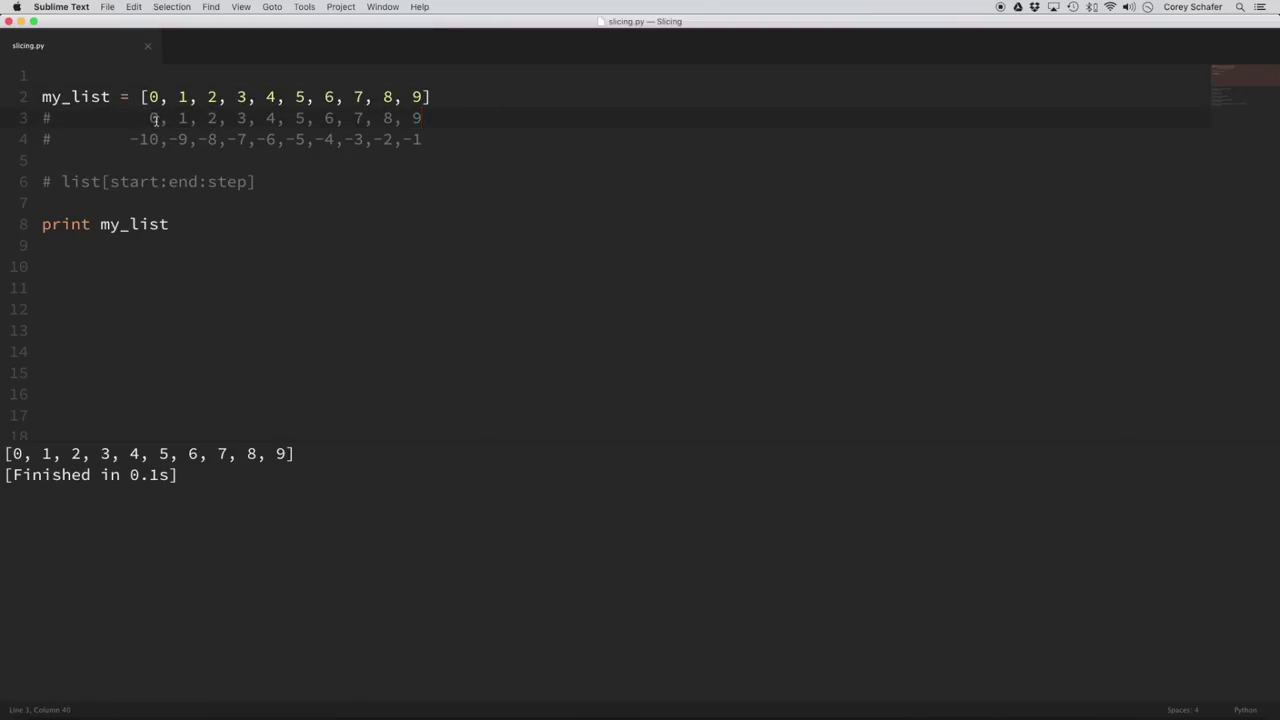 Sublime Text File Edit Selection Find View Goto Tools Project Window Help Corey Schafer
slicing.py — Slicing
slicing.py
1
2 my_list = [0, 1, 2, 3, 4, 5, 6, 7, 8, 9]
3 # 0, 1, 2, 3, 4, 5, 6, 7, 8, 9
4 # -10,-9,-8,-7,-6,-5,-4,-3,-2,-1
5
6 # list[start:end:step]
7
8 print my_list
9
10
11
12
13
14
15
16
17
18
[0, 1, 2, 3, 4, 5, 6, 7, 8, 9]
[Finished in 0.1s]
Line 3, Column 40 Spaces: 4 Python